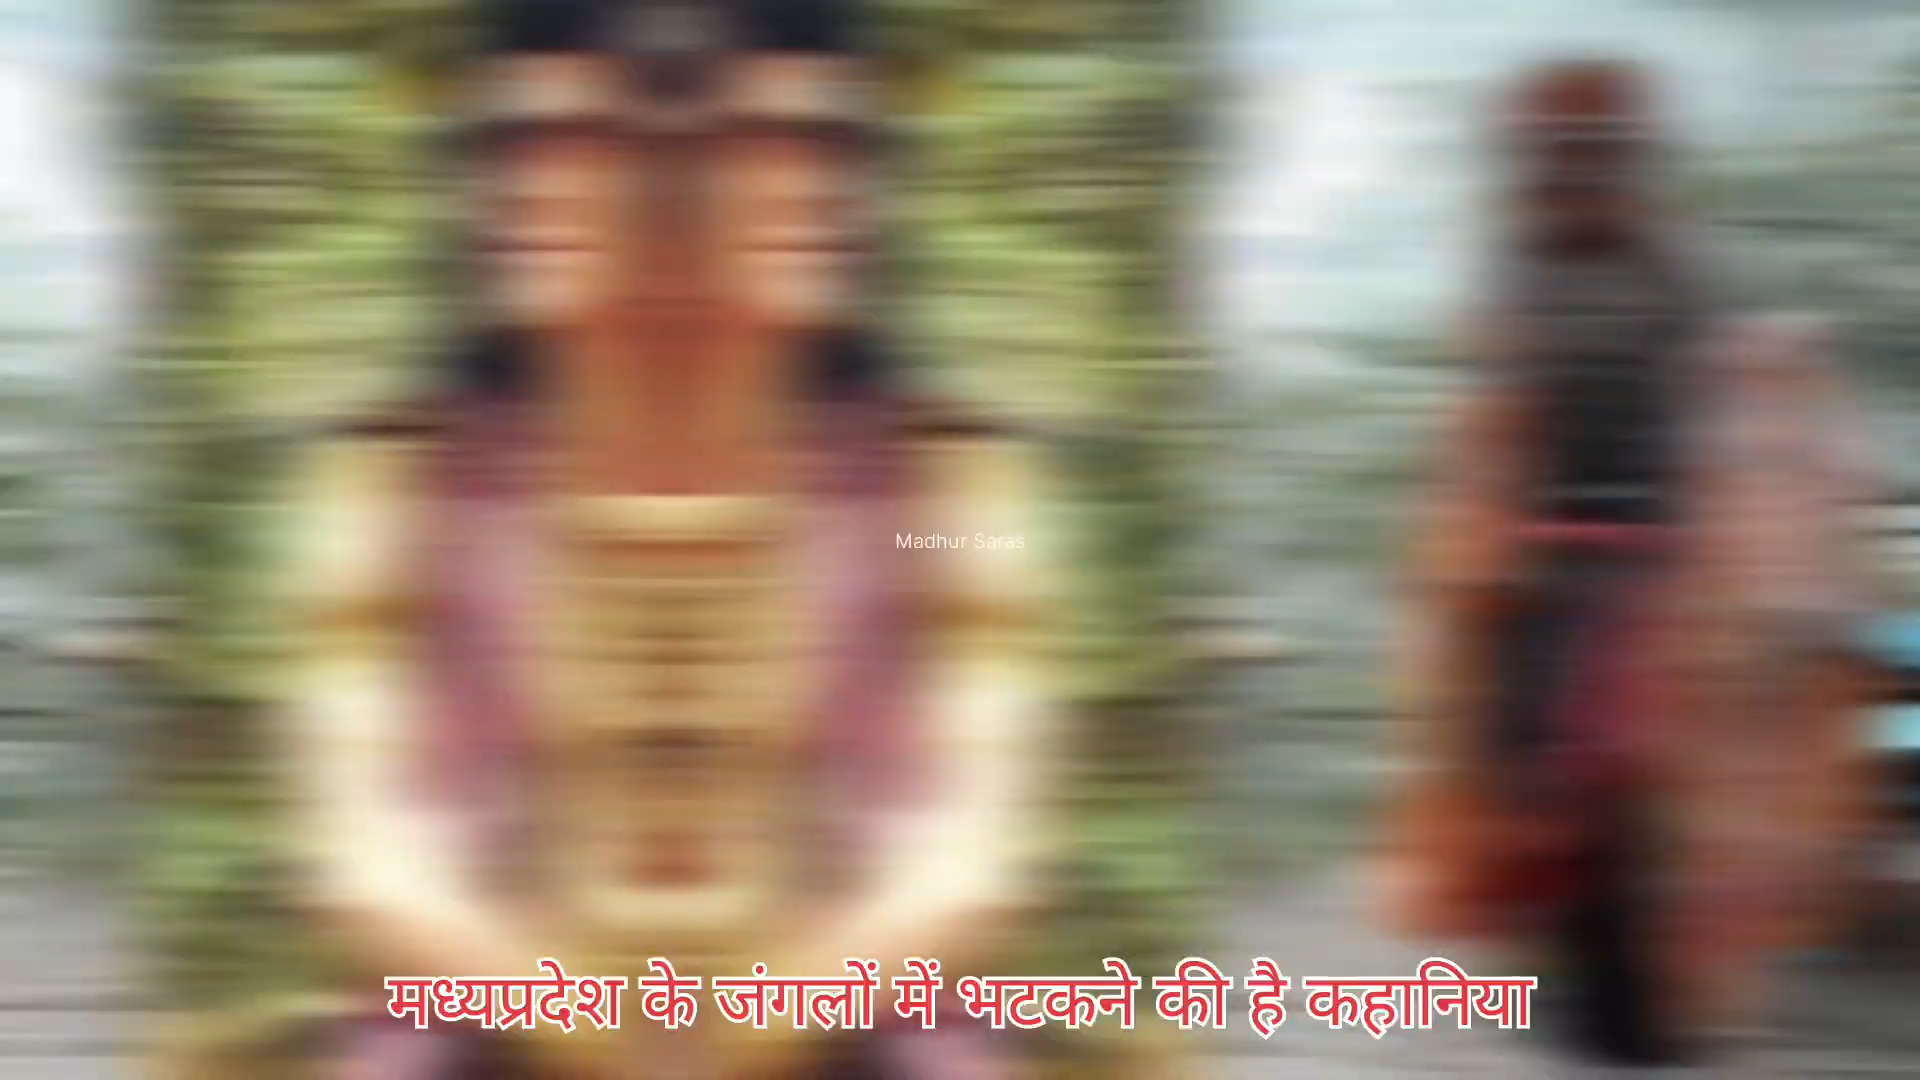 Madhur Saras
मध्यप्रदेश के जंगलों में भटकने की है कहानिया